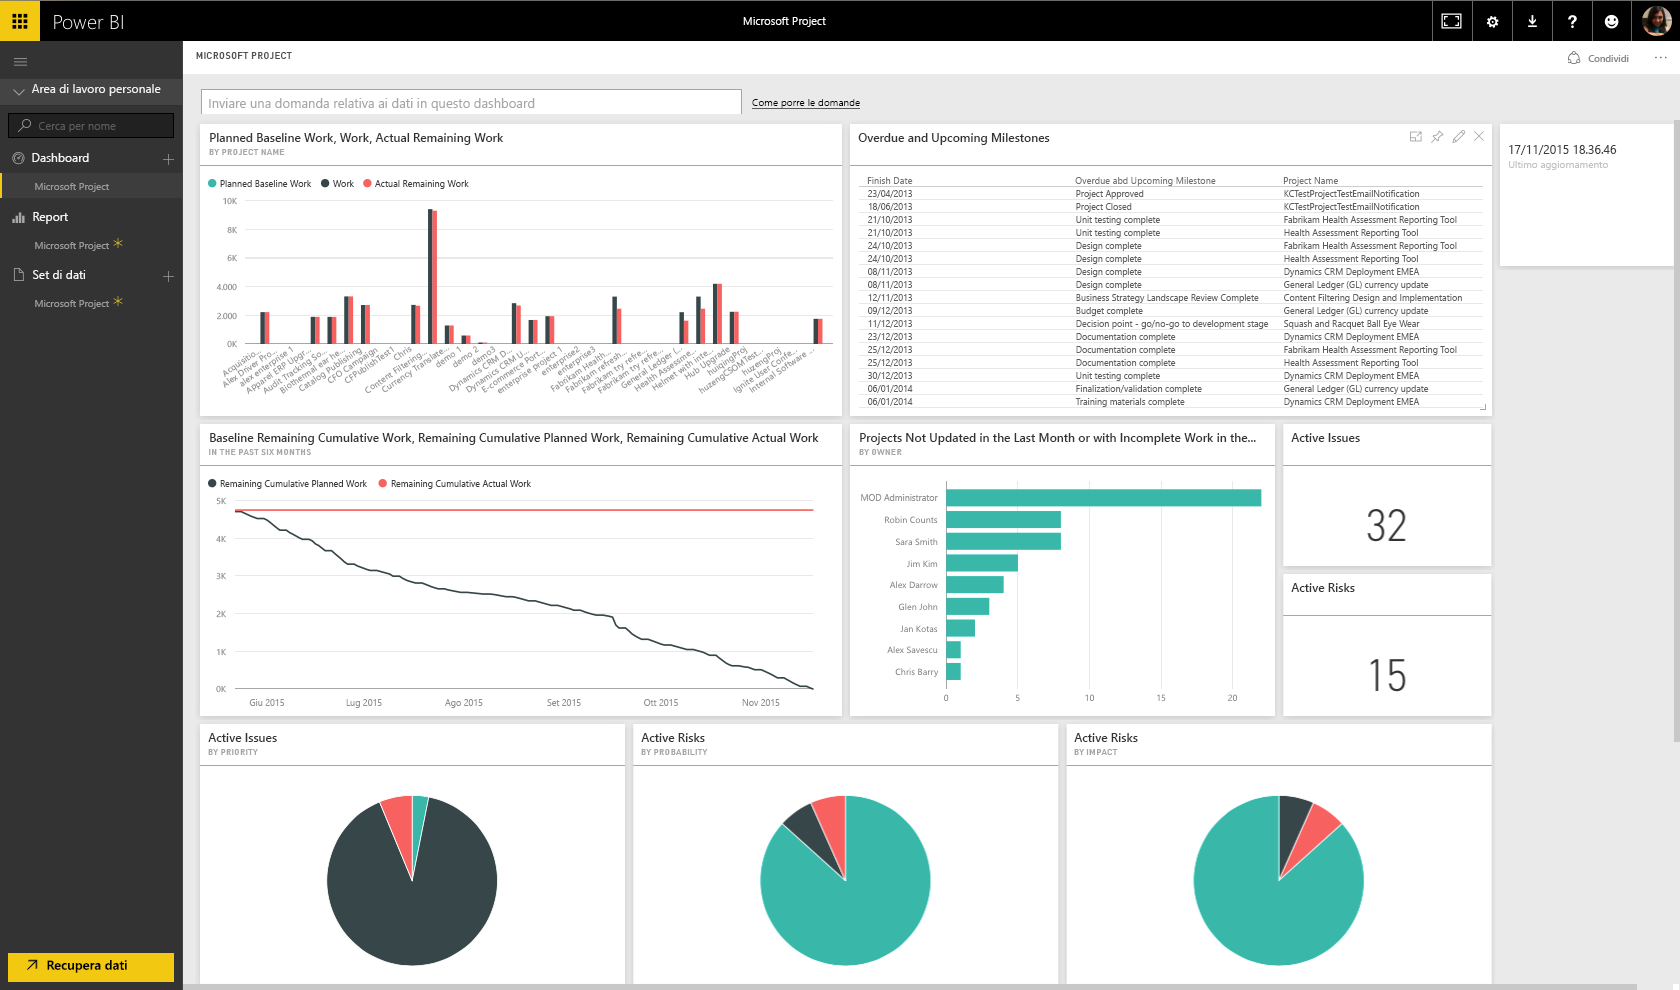 Power BI
Microsoft Project
?
Area di lavoro personale
Cerca per nome
Dashboard
Microsoft Project
Report
Microsoft Project
Set di dati
Microsoft Project
Recupera dati
MICROSOFT PROJECT
Condividi
Inviare una domanda relativa ai dati in questo dashboard
Come porre le domande
Planned Baseline Work, Work, Actual Remaining Work
BY PROJECT NAME
Planned Baseline Work Work Actual Remaining Work
10K
8K
6K
4.000
2.000
0K
Acquisitio...
Alex Driver Pro...
alex enterprise 1
Apparel ERP Upgr...
Audit Tracking So...
Biothermal ear he...
Catalog Publishing
CFO Campaign
CFPublishTest1
Chris
Content Filtering...
Currency Translate...
demo 1
demo 2
demo3
Dynamics CRM D...
Dynamics CRM U...
E-commerce Port...
enterprise project 1
enterprise2
enterprise3
Fabrikam Health...
Fabrikam refresh...
Fabrikam try refre...
Fabrikam try refre...
General Ledger (...
Health Assessme...
Helmet with inte...
Hub Upgrade
huiqingProj
huzengCSOMTest...
huzengProj
Ignite User Confe...
Internal Software ...
Overdue and Upcoming Milestones
Finish Date Overdue abd Upcoming Milestone Project Name
23/04/2013 Project Approved KCTestProjectTestEmailNotification
18/06/2013 Project Closed KCTestProjectTestEmailNotification
21/10/2013 Unit testing complete Fabrikam Health Assessment Reporting Tool
21/10/2013 Unit testing complete Health Assessment Reporting Tool
24/10/2013 Design complete Fabrikam Health Assessment Reporting Tool
24/10/2013 Design complete Health Assessment Reporting Tool
08/11/2013 Design complete Dynamics CRM Deployment EMEA
08/11/2013 Design complete General Ledger (GL) currency update
12/11/2013 Business Strategy Landscape Review Complete Content Filtering Design and Implementation
09/12/2013 Budget complete General Ledger (GL) currency update
11/12/2013 Decision point - go/no-go to development stage Squash and Racquet Ball Eye Wear
23/12/2013 Documentation complete Dynamics CRM Deployment EMEA
25/12/2013 Documentation complete Fabrikam Health Assessment Reporting Tool
25/12/2013 Documentation complete Health Assessment Reporting Tool
30/12/2013 Unit testing complete Dynamics CRM Deployment EMEA
06/01/2014 Finalization/validation complete General Ledger (GL) currency update
06/01/2014 Training materials complete Dynamics CRM Deployment EMEA
17/11/2015 18.36.46
Ultimo aggiornamento
Baseline Remaining Cumulative Work, Remaining Cumulative Planned Work, Remaining Cumulative Actual Work
IN THE PAST SIX MONTHS
Remaining Cumulative Planned Work Remaining Cumulative Actual Work
5K
4K
3K
2K
1K
0K
Giu 2015 Lug 2015 Ago 2015 Set 2015 Ott 2015 Nov 2015
Projects Not Updated in the Last Month or with Incomplete Work in the...
BY OWNER
MOD Administrator
Robin Counts
Sara Smith
Jim Kim
Alex Darrow
Glen John
Jan Kotas
Alex Savescu
Chris Barry
0 5 10 15 20
Active Issues
32
Active Risks
15
Active Issues
BY PRIORITY
Active Risks
BY PROBABILITY
Active Risks
BY IMPACT